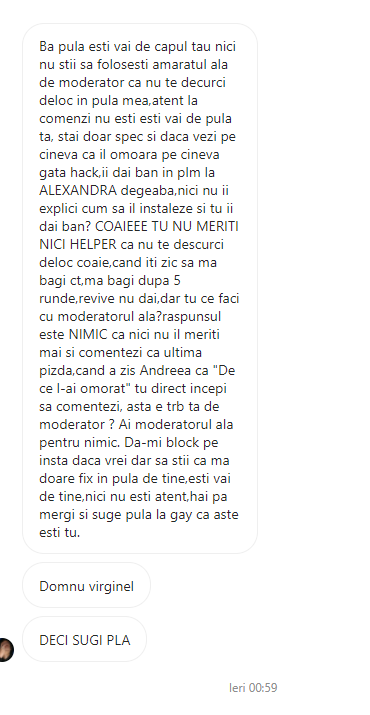 Ba pula esti vai de capul tau nici
nu stii sa folosesti amaratul ala
de moderator ca nu te decurci
deloc in pula mea,atent la
comenzi nu esti esti vai de pula
ta, stai doar spec si daca vezi pe
cineva ca il omoara pe cineva
gata hack,ii dai ban in plm la
ALEXANDRA degeaba,nici nu ii
explici cum sa il instaleze si tu ii
dai ban? COAIEEE TU NU MERITI
NICI HELPER ca nu te descurci
deloc coaie,cand iti zic sa ma
bagi ct,ma bagi dupa 5
runde,revive nu dai,dar tu ce faci
cu moderatorul ala?raspunsul
este NIMIC ca nici nu il meriti
mai si comentezi ca ultima
pizda,cand a zis Andreea ca "De
ce l-ai omorat" tu direct incepi
sa comentezi, asta e trb ta de
moderator ? Ai moderatorul ala
pentru nimic. Da-mi block pe
insta daca vrei dar sa stii ca ma
doare fix in pula de tine,esti vai
de tine,nici nu esti atent,hai pa
mergi si suge pula la gay ca aste
esti tu.
Domnu virginel
DECI SUGI PLA
Ieri 00:59